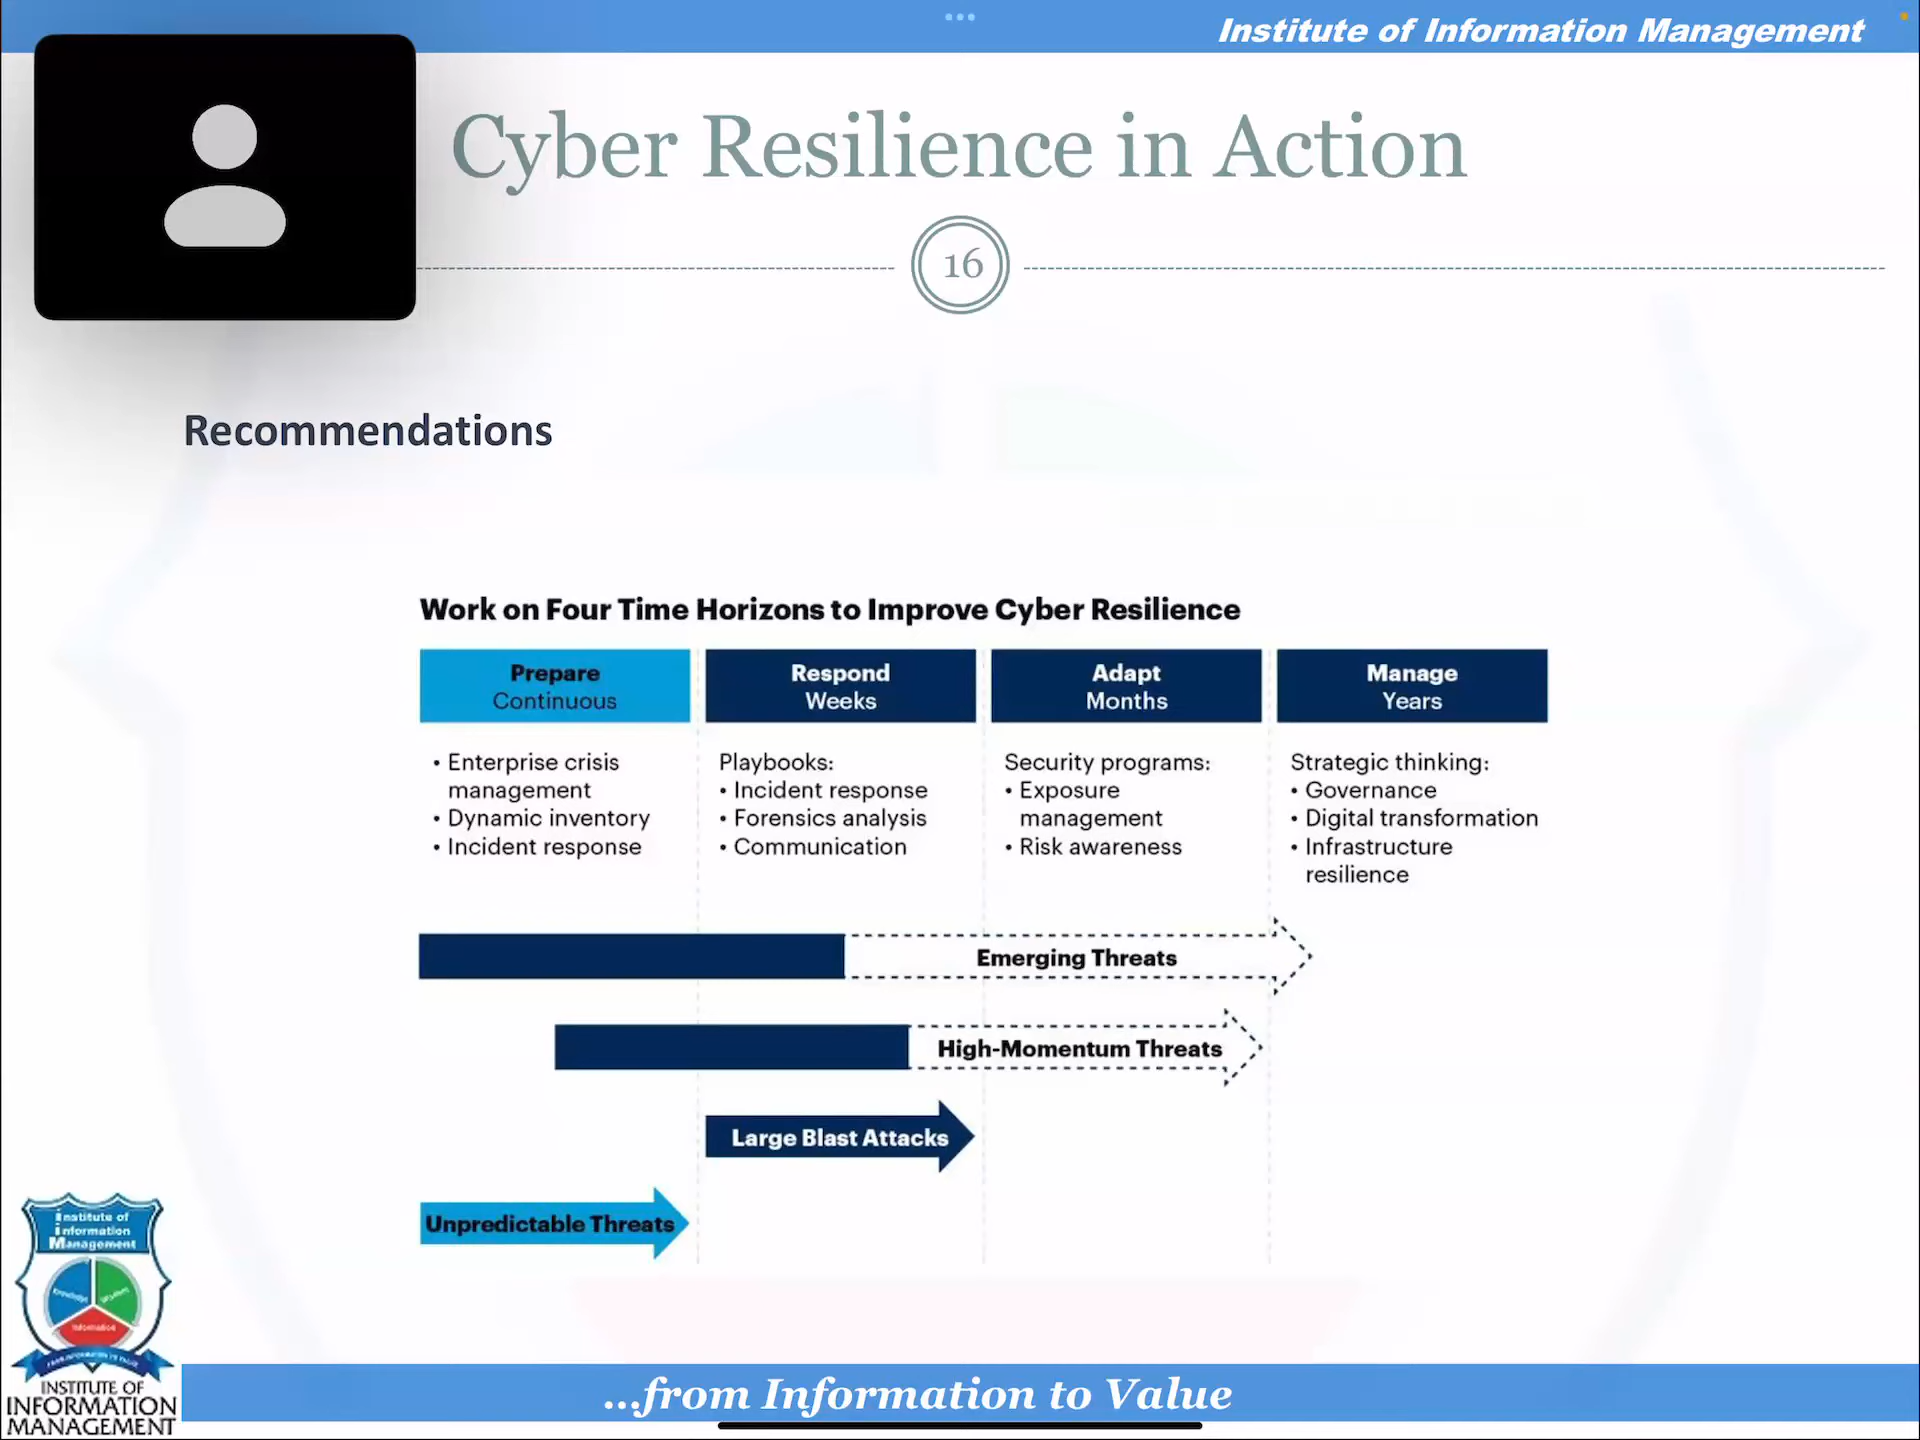 Institute of Information Management
Cyber Resilience in Action
16
Recommendations
Work on Four Time Horizons to Improve Cyber Resilience
Prepare
Continuous
• Enterprise crisis
management
• Dynamic inventory
• Incident response
Respond
Weeks
Playbooks:
• Incident response
• Forensics analysis
• Communication
Adapt
Months
Security programs:
• Exposure
management
• Risk awareness
Manage
Years
Strategic thinking:
• Governance
• Digital transformation
• Infrastructure
resilience
Emerging Threats
High-Momentum Threats
Large Blast Attacks
Unpredictable Threats
Institute of
Information
Management
Knowledge
Information
INSTITUTE OF
INFORMATION
MANAGEMENT
...from Information to Value